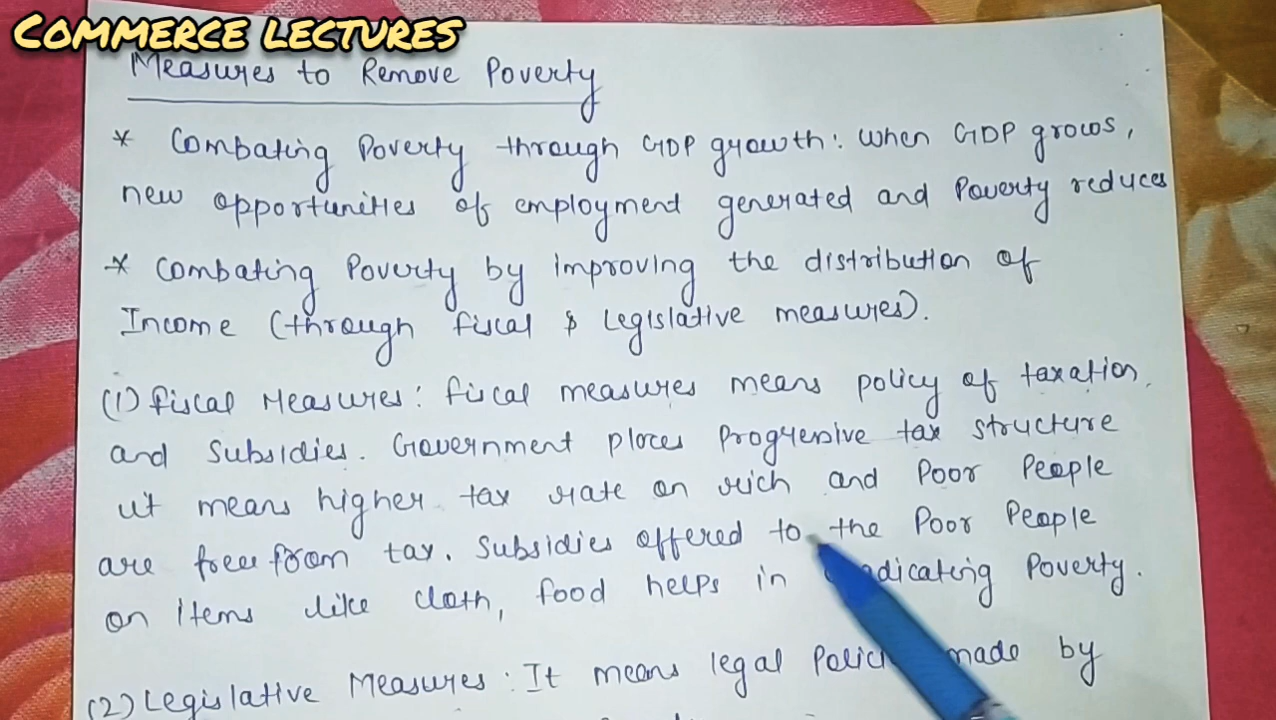 COMMERCE LECTURES
Measures to Remove Poverty
* Combating Poverty through GDP growth: When GDP grows,
new opportunities of employment generated and Poverty reduces
* Combating Poverty by improving the distribution of
Income (through fiscal & Legislative measures).
(1) fiscal Measures: fiscal measures means policy of taxation
and Subsidies. Government places Progressive tax structure
it means higher tax rate on rich and Poor People
are free from tax. Subsidies offered to the Poor People
on items like cloth, food helps in Poverty.
(2) Legislative Measures: It means legal made by